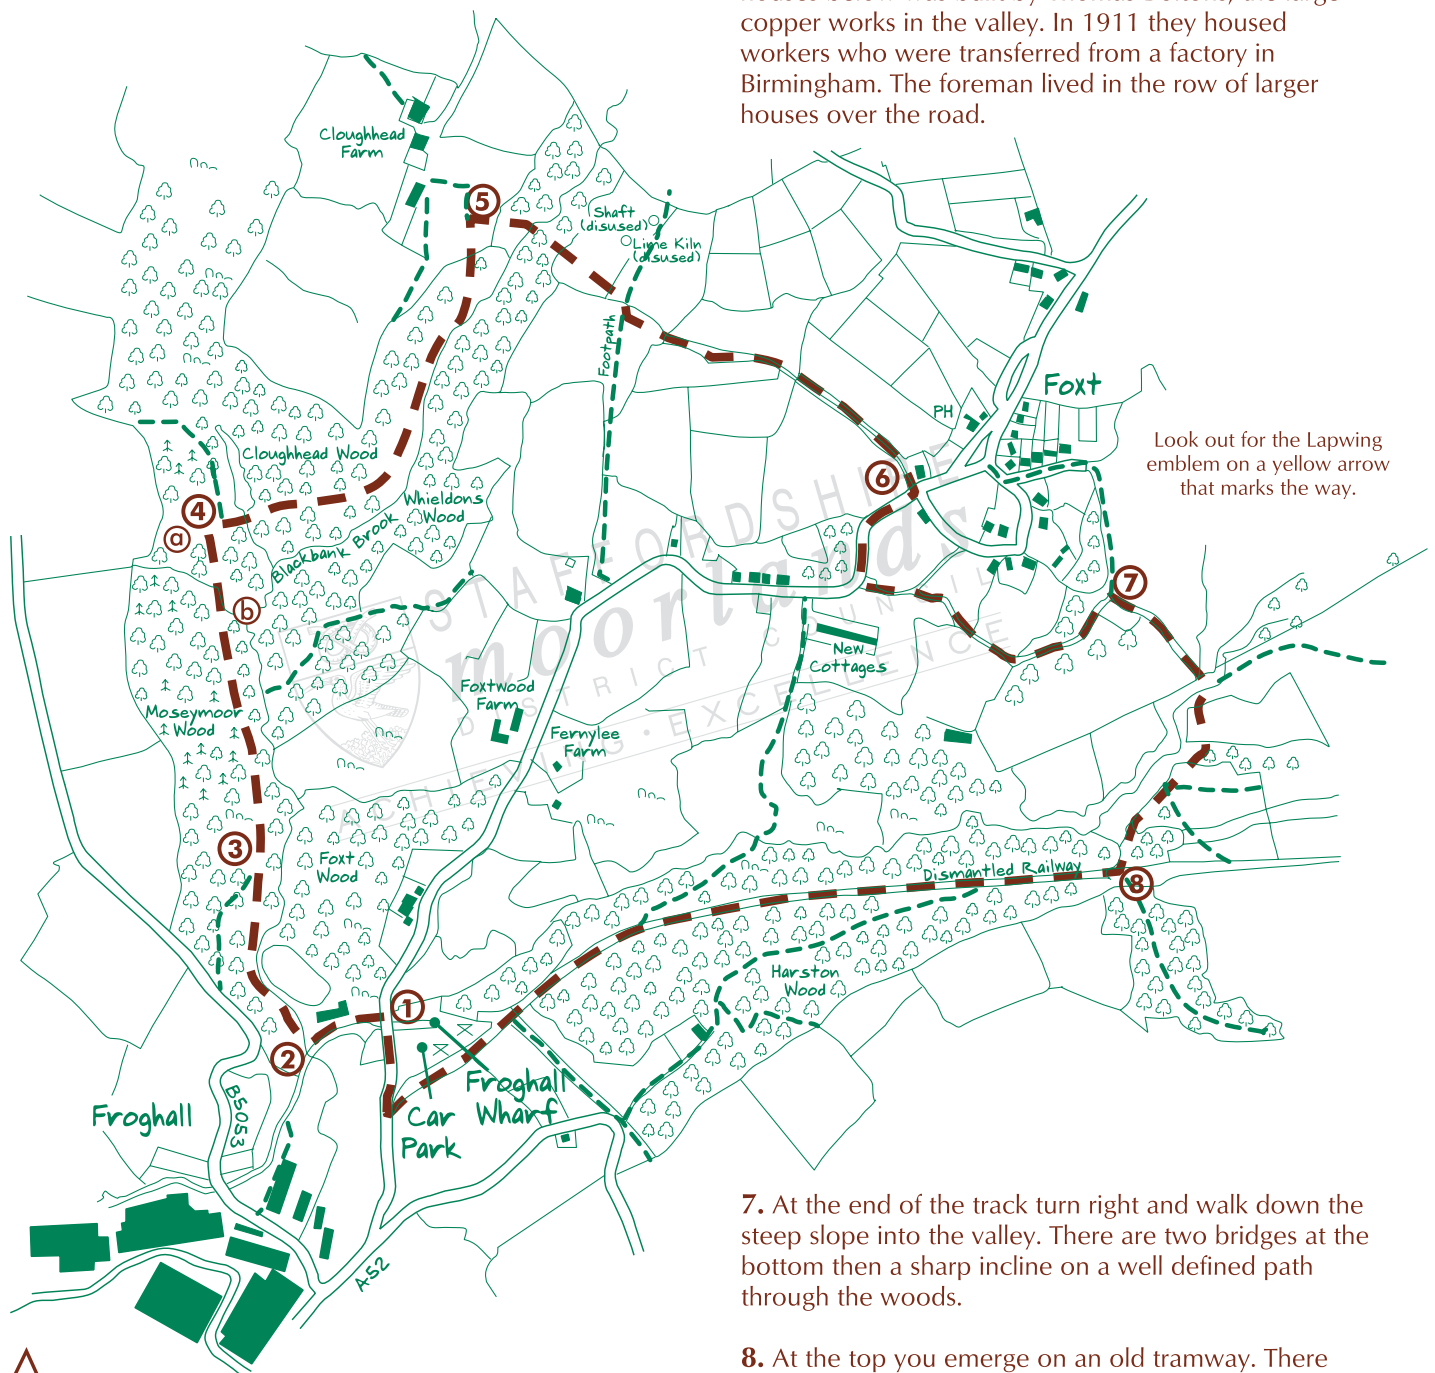 copper works in the valley. In 1911 they housed
workers who were transferred from a factory in
Birmingham. The foreman lived in the row of larger
houses over the road.
Cloughhead
Farm
5
Shaft
(disused)
Lime Kiln
(disused)
Footpath
Foxt
PH
Look out for the Lapwing
emblem on a yellow arrow
that marks the way.
Cloughhead Wood
6
Whieldons
Wood
4
a
Blackbank Brook
b
7
STAFFORDSHIRE
moorlands
DISTRICT COUNCIL
ACHIEVING · EXCELLENCE
New
Cottages
Foxtwood
Farm
Moseymoor
Wood
Fernylee
Farm
3
Foxt
Wood
Dismantled Railway
8
Harston
Wood
1
2
Froghall
Wharf
Car
Park
Froghall
B5053
A52
7. At the end of the track turn right and walk down the
steep slope into the valley. There are two bridges at the
bottom then a sharp incline on a well defined path
through the woods.
8. At the top you emerge on an old tramway. There